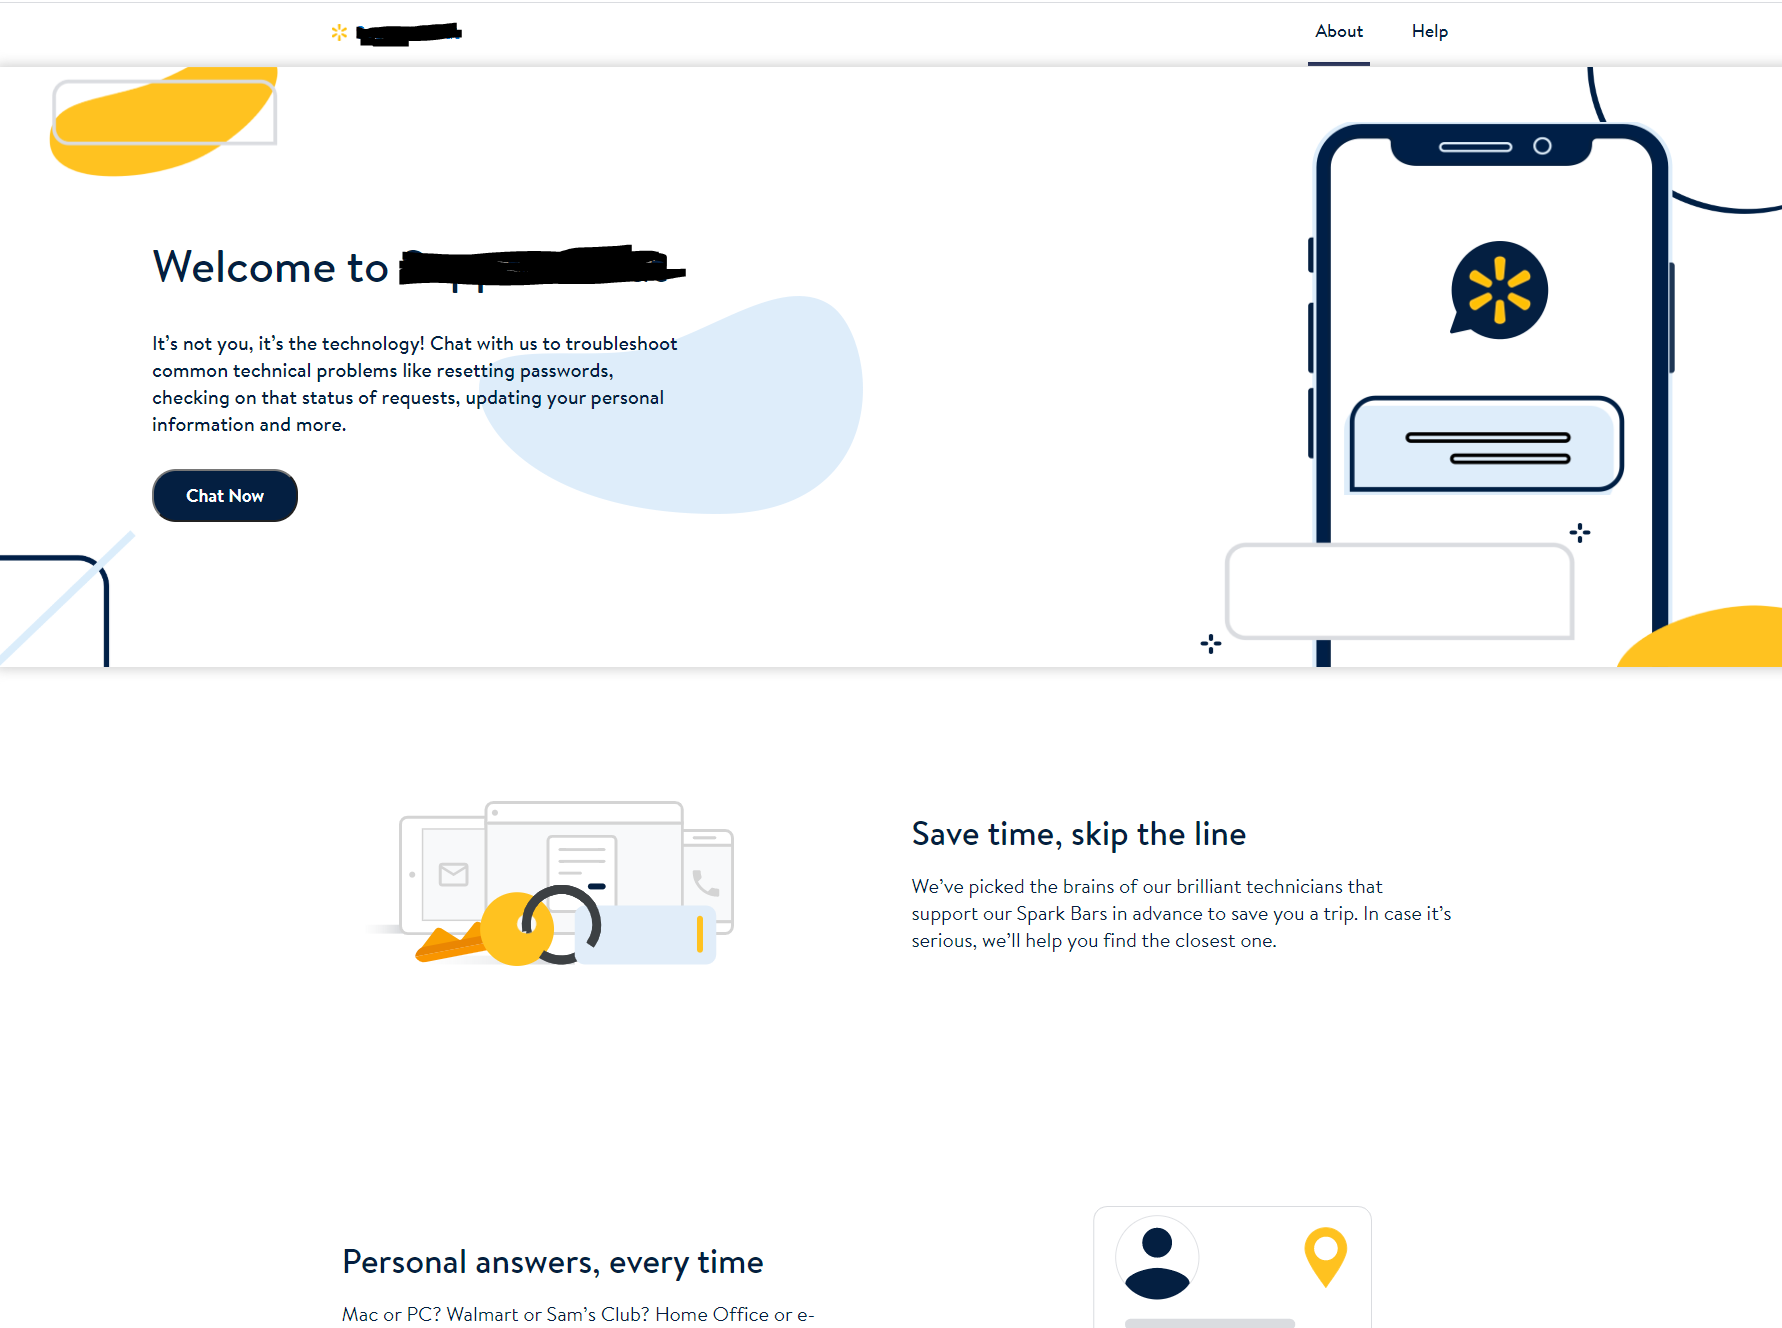 About
Help
Welcome to
It’s not you, it’s the technology! Chat with us to troubleshoot
common technical problems like resetting passwords,
checking on that status of requests, updating your personal
information and more.
Chat Now
Save time, skip the line
We’ve picked the brains of our brilliant technicians that
support our Spark Bars in advance to save you a trip. In case it’s
serious, we’ll help you find the closest one.
Personal answers, every time
Mac or PC? Walmart or Sam’s Club? Home Office or e-